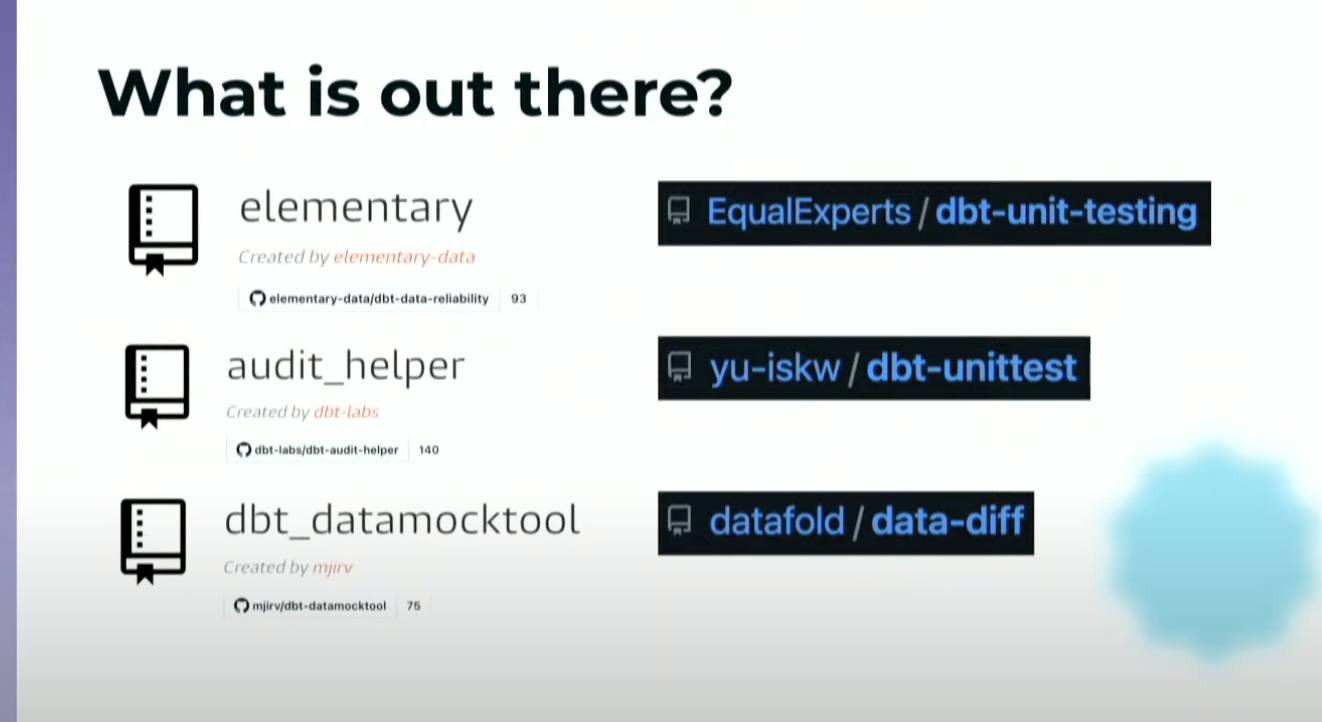 What is out there?
elementary
Created by elementary-data
elementary-data/dbt-data-reliability 93
EqualExperts / dbt-unit-testing
audit_helper
Created by dbt-labs
dbt-labs/dbt-audit-helper 140
yu-iskw / dbt-unittest
dbt_datamocktool
Created by mjirv
mjirv/dbt-datamocktool 75
datafold / data-diff